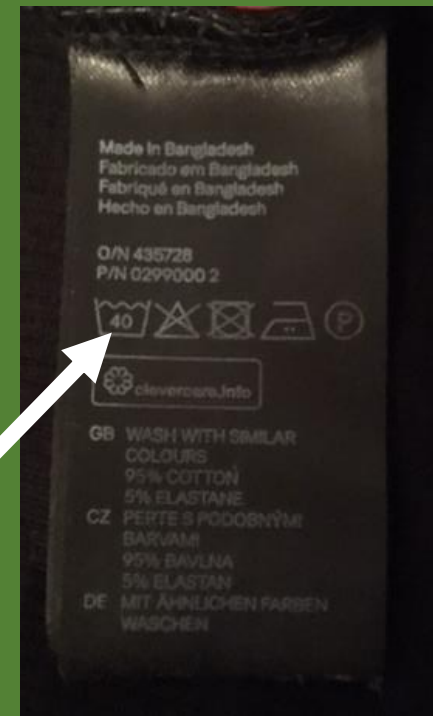 Made in Bangladesh
Fabricado em Bangladesh
Fabriqué en Bangladesh
Hecho en Bangladesh
O/N 435728
P/N 0299000 2
40 P
clevercare.info
GB WASH WITH SIMILAR
COLOURS
95% COTTON
5% ELASTANE
CZ PERTE S PODOBNÝMI
BARVAMI
95% BAVLNA
5% ELASTAN
DE MIT ÄHNLICHEN FARBEN
WASCHEN